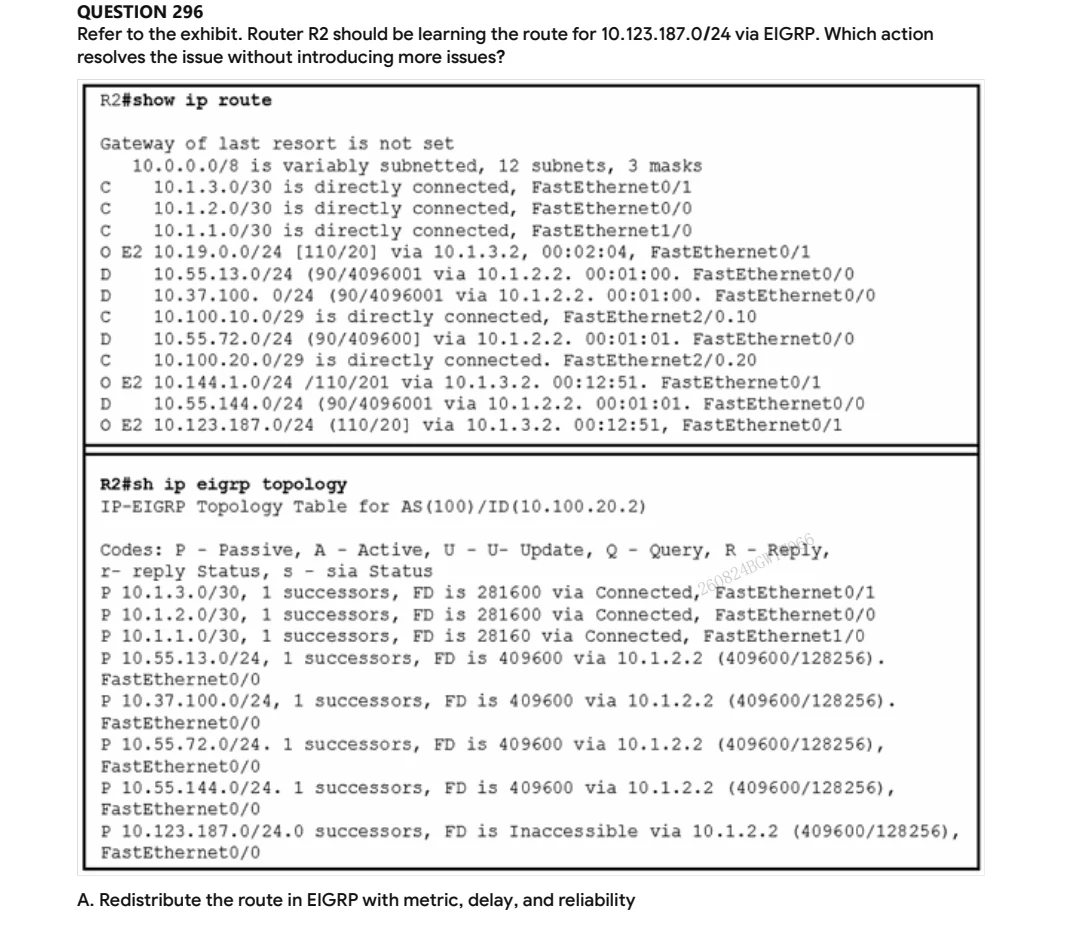 QUESTION 296
Refer to the exhibit. Router R2 should be learning the route for 10.123.187.0/24 via EIGRP. Which action
resolves the issue without introducing more issues?
R2#show ip route
Gateway of last resort is not set
10.0.0.0/8 is variably subnetted, 12 subnets, 3 masks
C 10.1.3.0/30 is directly connected, FastEthernet0/1
C 10.1.2.0/30 is directly connected, FastEthernet0/0
C 10.1.1.0/30 is directly connected, FastEthernet1/0
O E2 10.19.0.0/24 [110/20] via 10.1.3.2, 00:02:04, FastEthernet0/1
D 10.55.13.0/24 (90/4096001 via 10.1.2.2. 00:01:00. FastEthernet0/0
D 10.37.100. 0/24 (90/4096001 via 10.1.2.2. 00:01:00. FastEthernet0/0
C 10.100.10.0/29 is directly connected, FastEthernet2/0.10
D 10.55.72.0/24 (90/409600] via 10.1.2.2. 00:01:01. FastEthernet0/0
C 10.100.20.0/29 is directly connected. FastEthernet2/0.20
O E2 10.144.1.0/24 /110/201 via 10.1.3.2. 00:12:51. FastEthernet0/1
D 10.55.144.0/24 (90/4096001 via 10.1.2.2. 00:01:01. FastEthernet0/0
O E2 10.123.187.0/24 (110/20] via 10.1.3.2. 00:12:51, FastEthernet0/1
R2#sh ip eigrp topology
IP-EIGRP Topology Table for AS(100)/ID(10.100.20.2)
Codes: P - Passive, A - Active, U - U- Update, Q - Query, R - Reply,
r- reply Status, s - sia Status
P 10.1.3.0/30, 1 successors, FD is 281600 via Connected, FastEthernet0/1
P 10.1.2.0/30, 1 successors, FD is 281600 via Connected, FastEthernet0/0
P 10.1.1.0/30, 1 successors, FD is 28160 via Connected, FastEthernet1/0
P 10.55.13.0/24, 1 successors, FD is 409600 via 10.1.2.2 (409600/128256).
FastEthernet0/0
P 10.37.100.0/24, 1 successors, FD is 409600 via 10.1.2.2 (409600/128256).
FastEthernet0/0
P 10.55.72.0/24. 1 successors, FD is 409600 via 10.1.2.2 (409600/128256),
FastEthernet0/0
P 10.55.144.0/24. 1 successors, FD is 409600 via 10.1.2.2 (409600/128256),
FastEthernet0/0
P 10.123.187.0/24.0 successors, FD is Inaccessible via 10.1.2.2 (409600/128256),
FastEthernet0/0
A. Redistribute the route in EIGRP with metric, delay, and reliability